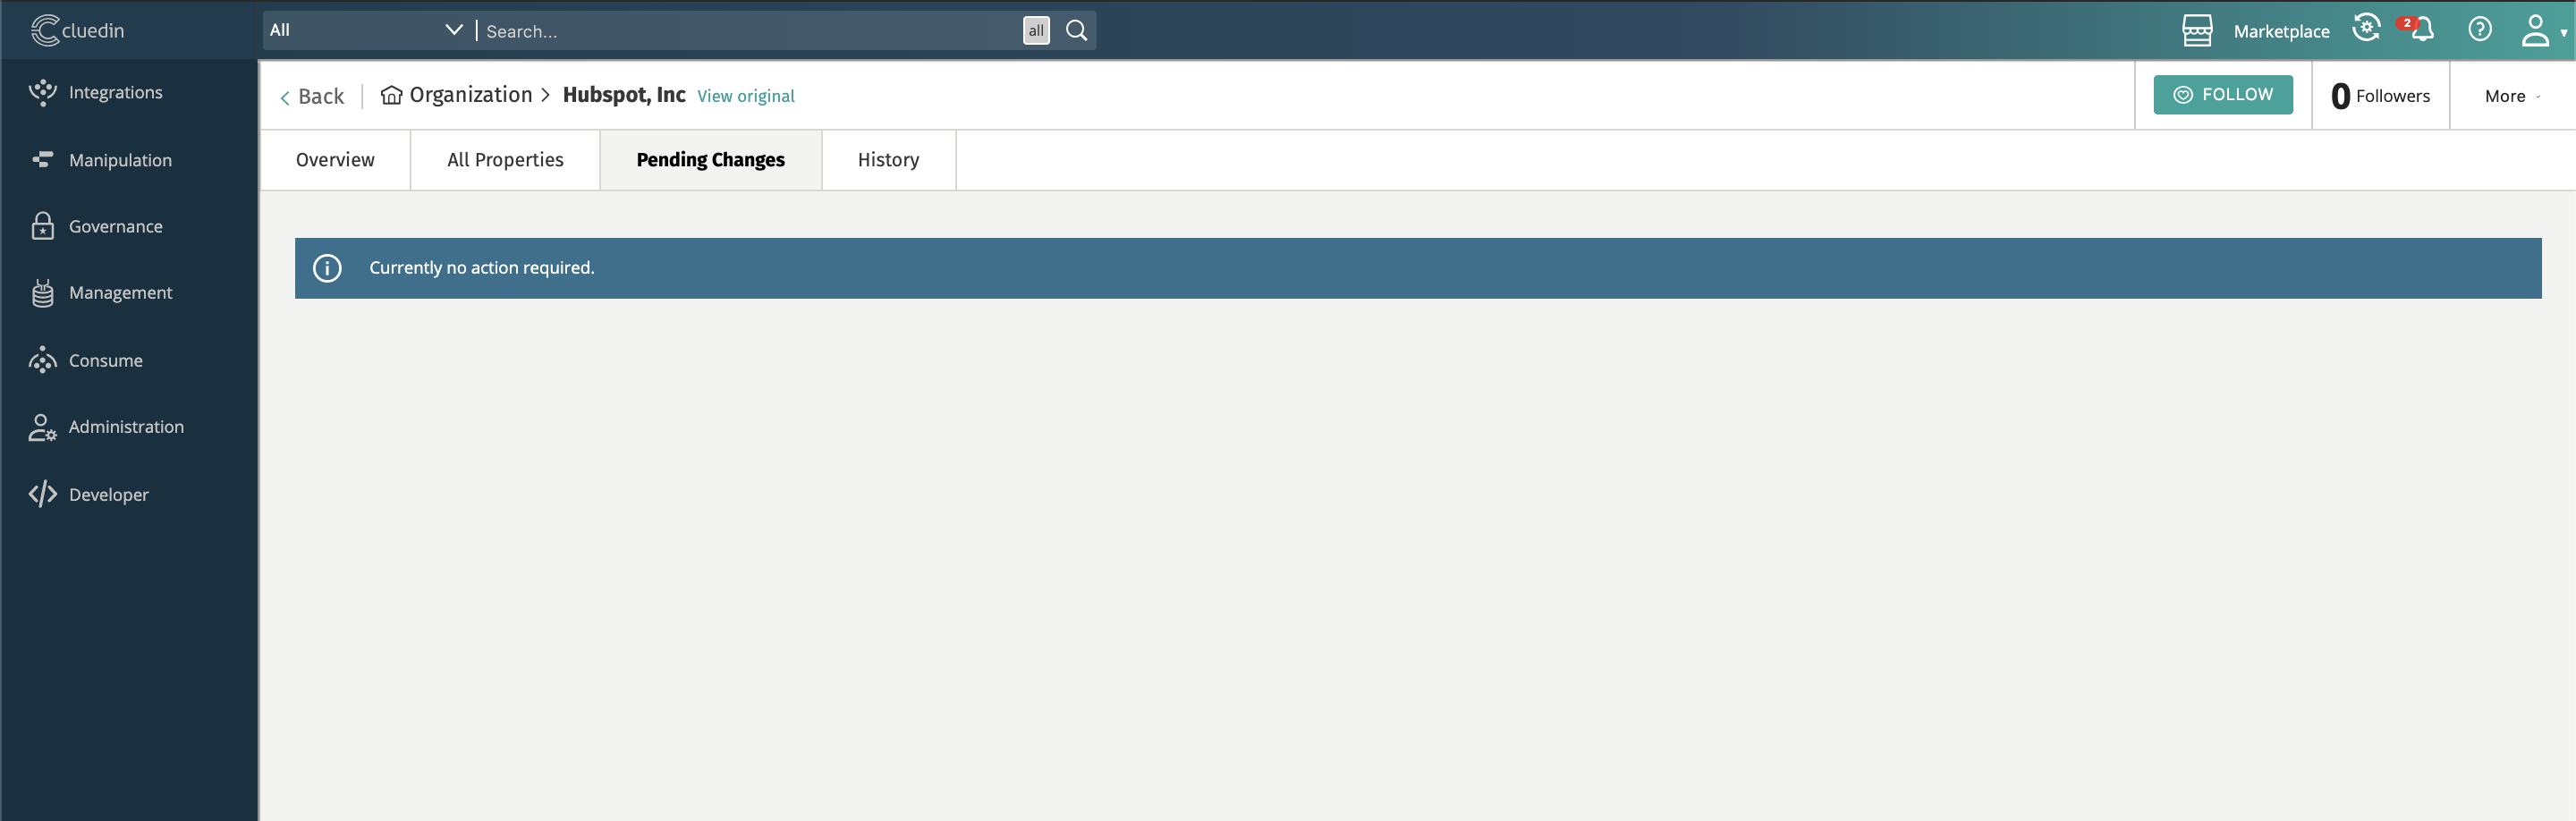 cluedin
All
Search...
all
Marketplace
2
Integrations
Manipulation
Governance
Management
Consume
Administration
Developer
Back
Organization > Hubspot, Inc View original
FOLLOW
0 Followers
More
Overview
All Properties
Pending Changes
History
Currently no action required.